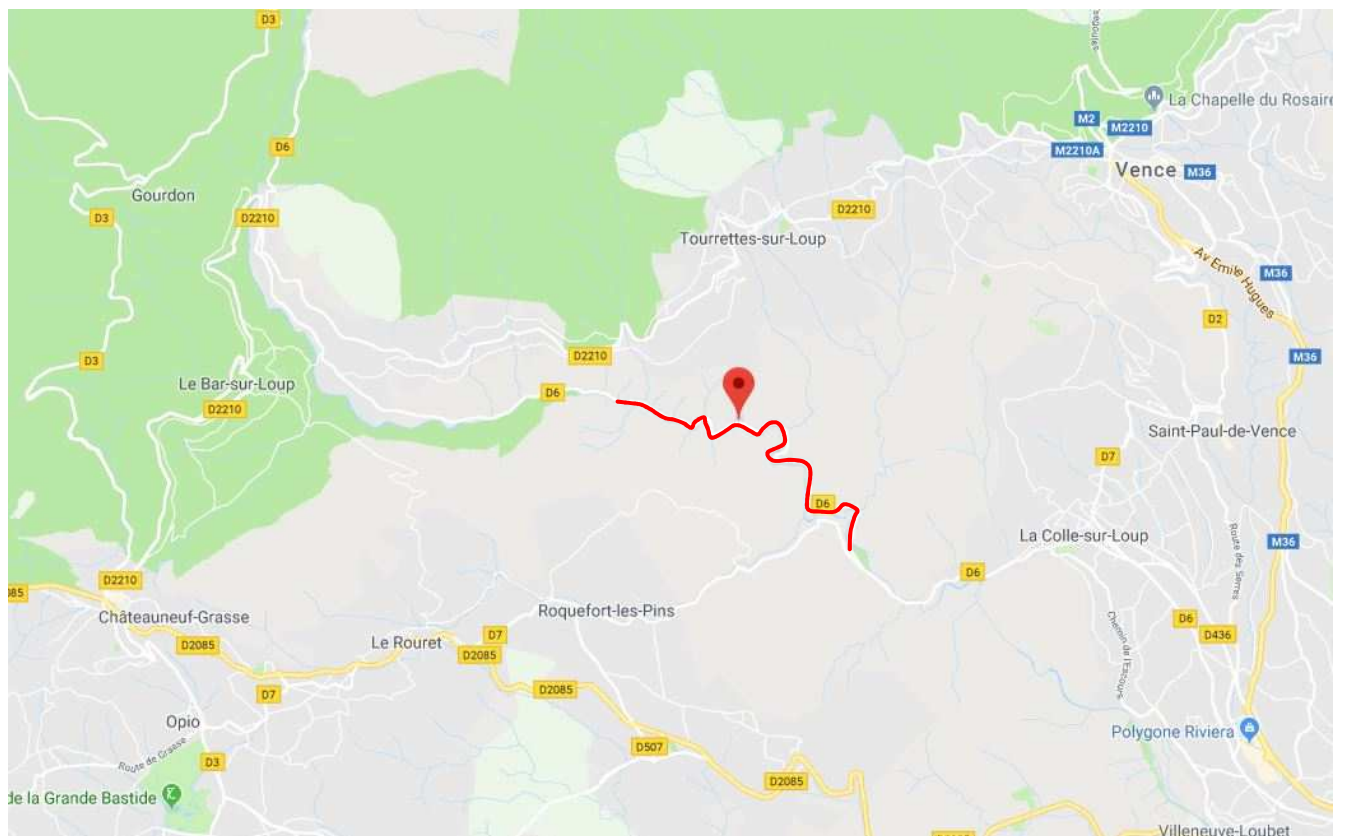 D3
segoules
La Chapelle du Rosaire
M2
M2210
D6
M2210A
Vence
M36
Gourdon
D3
D2210
D2210
Tourrettes-sur-Loup
Av Emile Hugues
M36
D2
D3
D2210
M36
Le Bar-sur-Loup
D6
D2210
Saint-Paul-de-Vence
D7
D6
La Colle-sur-Loup
M36
Route des Serres
D2210
D6
085
Châteauneuf-Grasse
Roquefort-les-Pins
Chemin de l'Escours
D6
D436
D2085
Le Rouret
D7
D2085
D7
D2085
Opio
Polygone Riviera
Route de Grasse
D507
D3
D2085
de la Grande Bastide
Villeneuve-Loubet